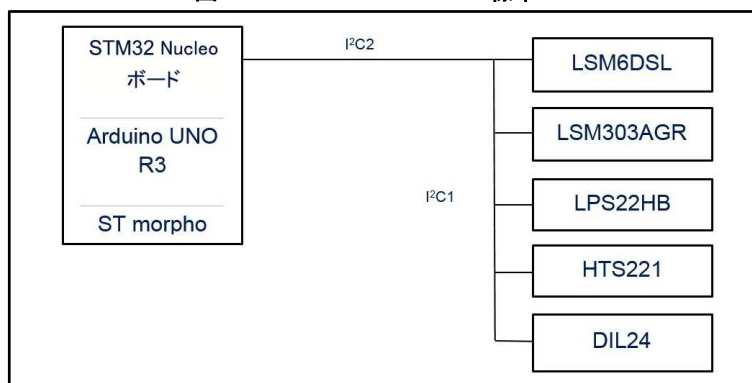 STM32 Nucleo
ボード
Arduino UNO
R3
ST morpho
I²C2
I²C1
LSM6DSL
LSM303AGR
LPS22HB
HTS221
DIL24